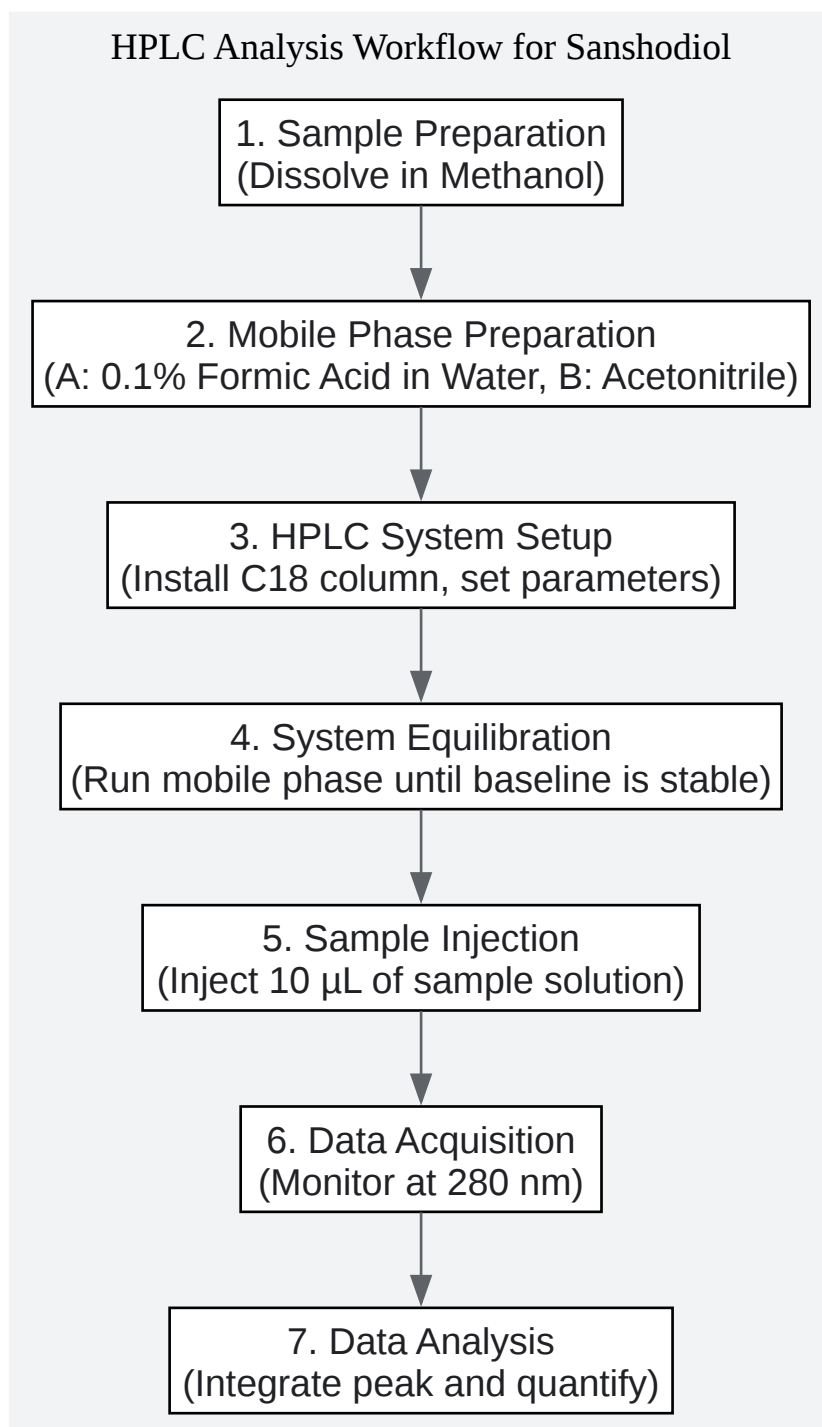 HPLC Analysis Workflow for Sanshodiol
1. Sample Preparation
(Dissolve in Methanol)
2. Mobile Phase Preparation
(A: 0.1% Formic Acid in Water, B: Acetonitrile)
3. HPLC System Setup
(Install C18 column, set parameters)
4. System Equilibration
(Run mobile phase until baseline is stable)
5. Sample Injection
(Inject 10 µL of sample solution)
6. Data Acquisition
(Monitor at 280 nm)
7. Data Analysis
(Integrate peak and quantify)